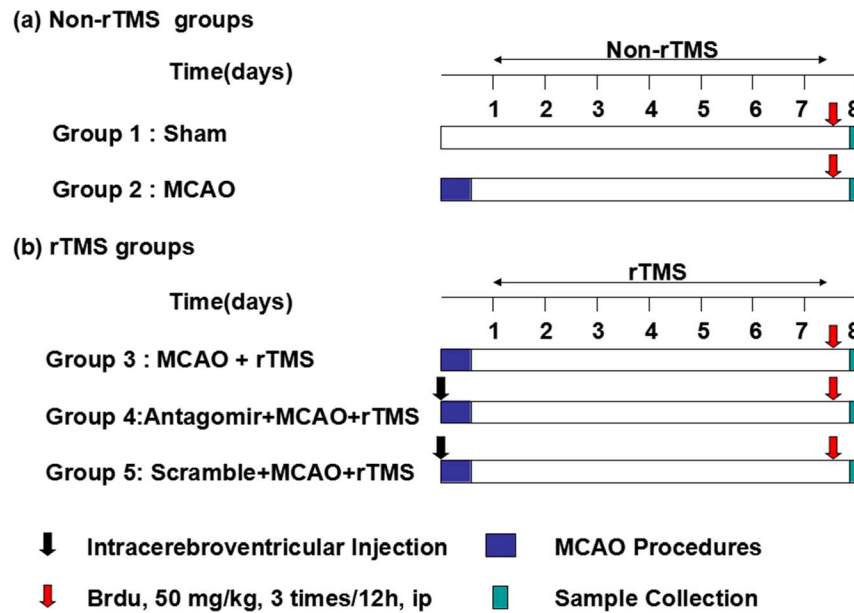 (a) Non-rTMS groups
Non-rTMS
Time(days)
1 2 3 4 5 6 7 8
Group 1 : Sham
Group 2 : MCAO
(b) rTMS groups
rTMS
Time(days)
1 2 3 4 5 6 7 8
Group 3 : MCAO + rTMS
Group 4:Antagomir+MCAO+rTMS
Group 5: Scramble+MCAO+rTMS
Intracerebroventricular Injection MCAO Procedures
Brdu, 50 mg/kg, 3 times/12h, ip Sample Collection